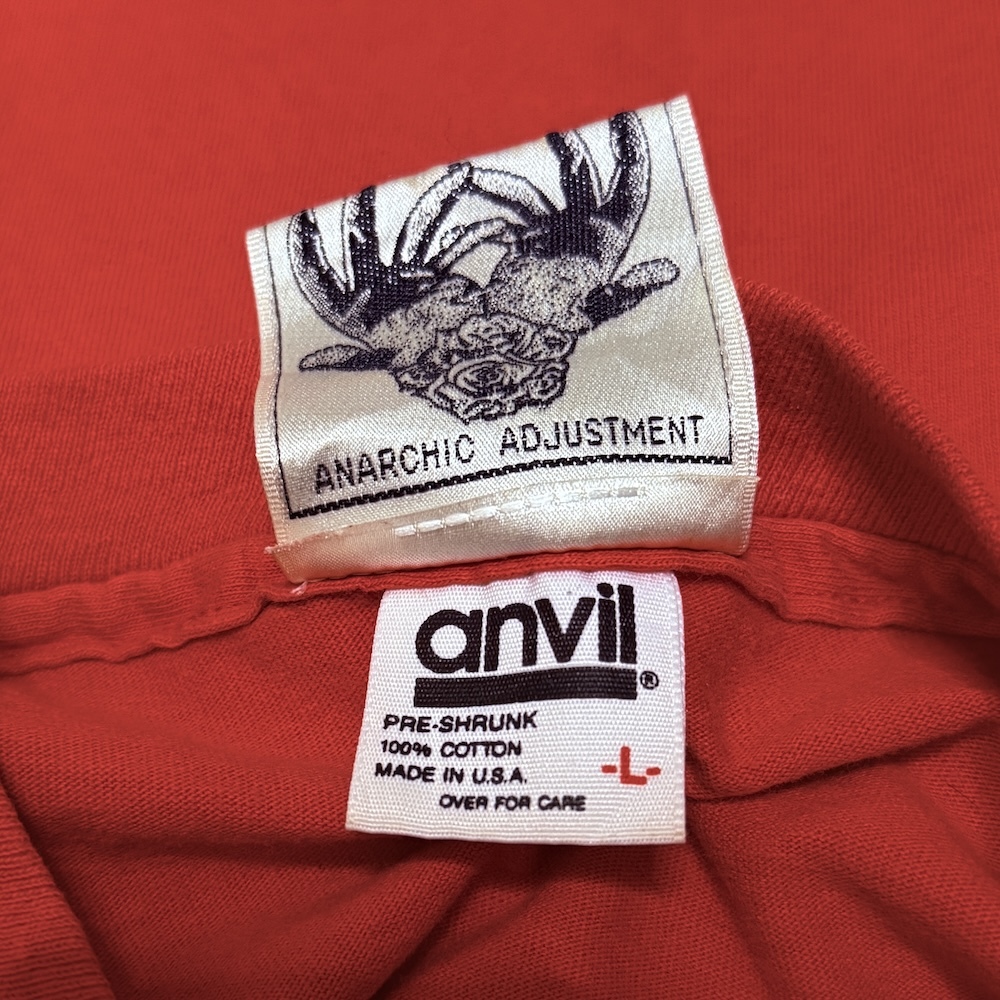 ANARCHIC ADJUSTMENT
anvil®
PRE-SHRUNK
100% COTTON
MADE IN U.S.A.
-L-
OVER FOR CARE